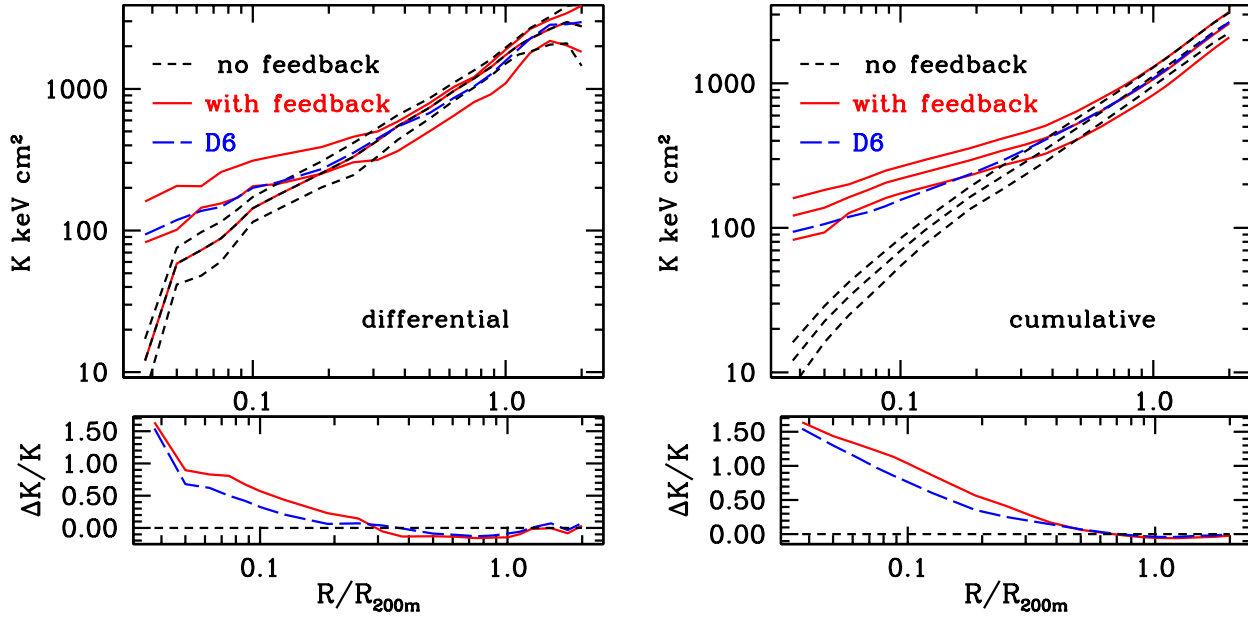 no feedback
with feedback
D6
1000
100
10
K keV cm²
differential
0.1 1.0
1.50
1.00
0.50
0.00
ΔK/K
0.1 1.0
R/R₂₀₀ₘ
no feedback
with feedback
D6
1000
100
10
K keV cm²
cumulative
0.1 1.0
1.50
1.00
0.50
0.00
ΔK/K
0.1 1.0
R/R₂₀₀ₘ